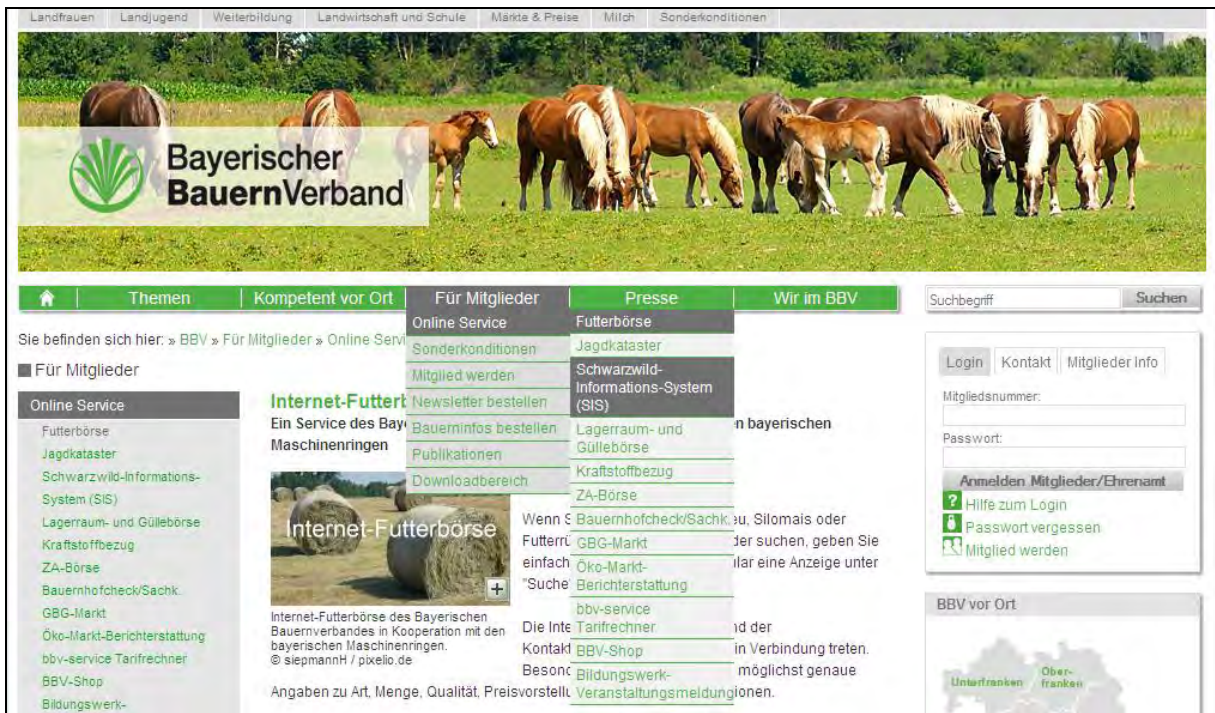 Landfrauen Landjugend Weiterbildung Landwirtschaft und Schule Märkte & Preise Milch Sonderkonditionen
Bayerischer
BauernVerband
Themen Kompetent vor Ort Für Mitglieder Presse Wir im BBV
Suchbegriff Suchen
Online Service
Sonderkonditionen
Mitglied werden
Newsletter bestellen
Bauerninfos bestellen
Publikationen
Downloadbereich
Futterbörse
Jagdkataster
Schwarzwild-
Informations-System
(SIS)
Lagerraum- und
Güllebörse
Kraftstoffbezug
ZA-Börse
Bauernhofcheck/Sachk.
GBG-Markt
Öko-Markt-
Berichterstattung
bbv-service
Tarifrechner
BBV-Shop
Bildungswerk-
Veranstaltungsmeldung
Sie befinden sich hier: » BBV » Für Mitglieder » Online Servi
Für Mitglieder
Online Service
Futterbörse
Jagdkataster
Schwarzwild-Informations-
System (SIS)
Lagerraum- und Güllebörse
Kraftstoffbezug
ZA-Börse
Bauernhofcheck/Sachk.
GBG-Markt
Öko-Markt-Berichterstattung
bbv-service Tarifrechner
BBV-Shop
Bildungswerk-
Internet-Futterb
Ein Service des Baye en bayerischen
Maschinenringen
Internet-Futterbörse
Internet-Futterbörse des Bayerischen
Bauernverbandes in Kooperation mit den
bayerischen Maschinenringen.
© siepmannH / pixelio.de
Wenn S eu, Silomais oder
Futterrü der suchen, geben Sie
einfach ular eine Anzeige unter
"Suche"
Die Inte nd der
Kontak in Verbindung treten.
Besond möglichst genaue
Angaben zu Art, Menge, Qualität, Preisvorstellu ionen.
Login Kontakt Mitglieder Info
Mitgliedsnummer:
Passwort:
Anmelden Mitglieder/Ehrenamt
Hilfe zum Login
Passwort vergessen
Mitglied werden
BBV vor Ort
Unterfranken
Ober-
franken